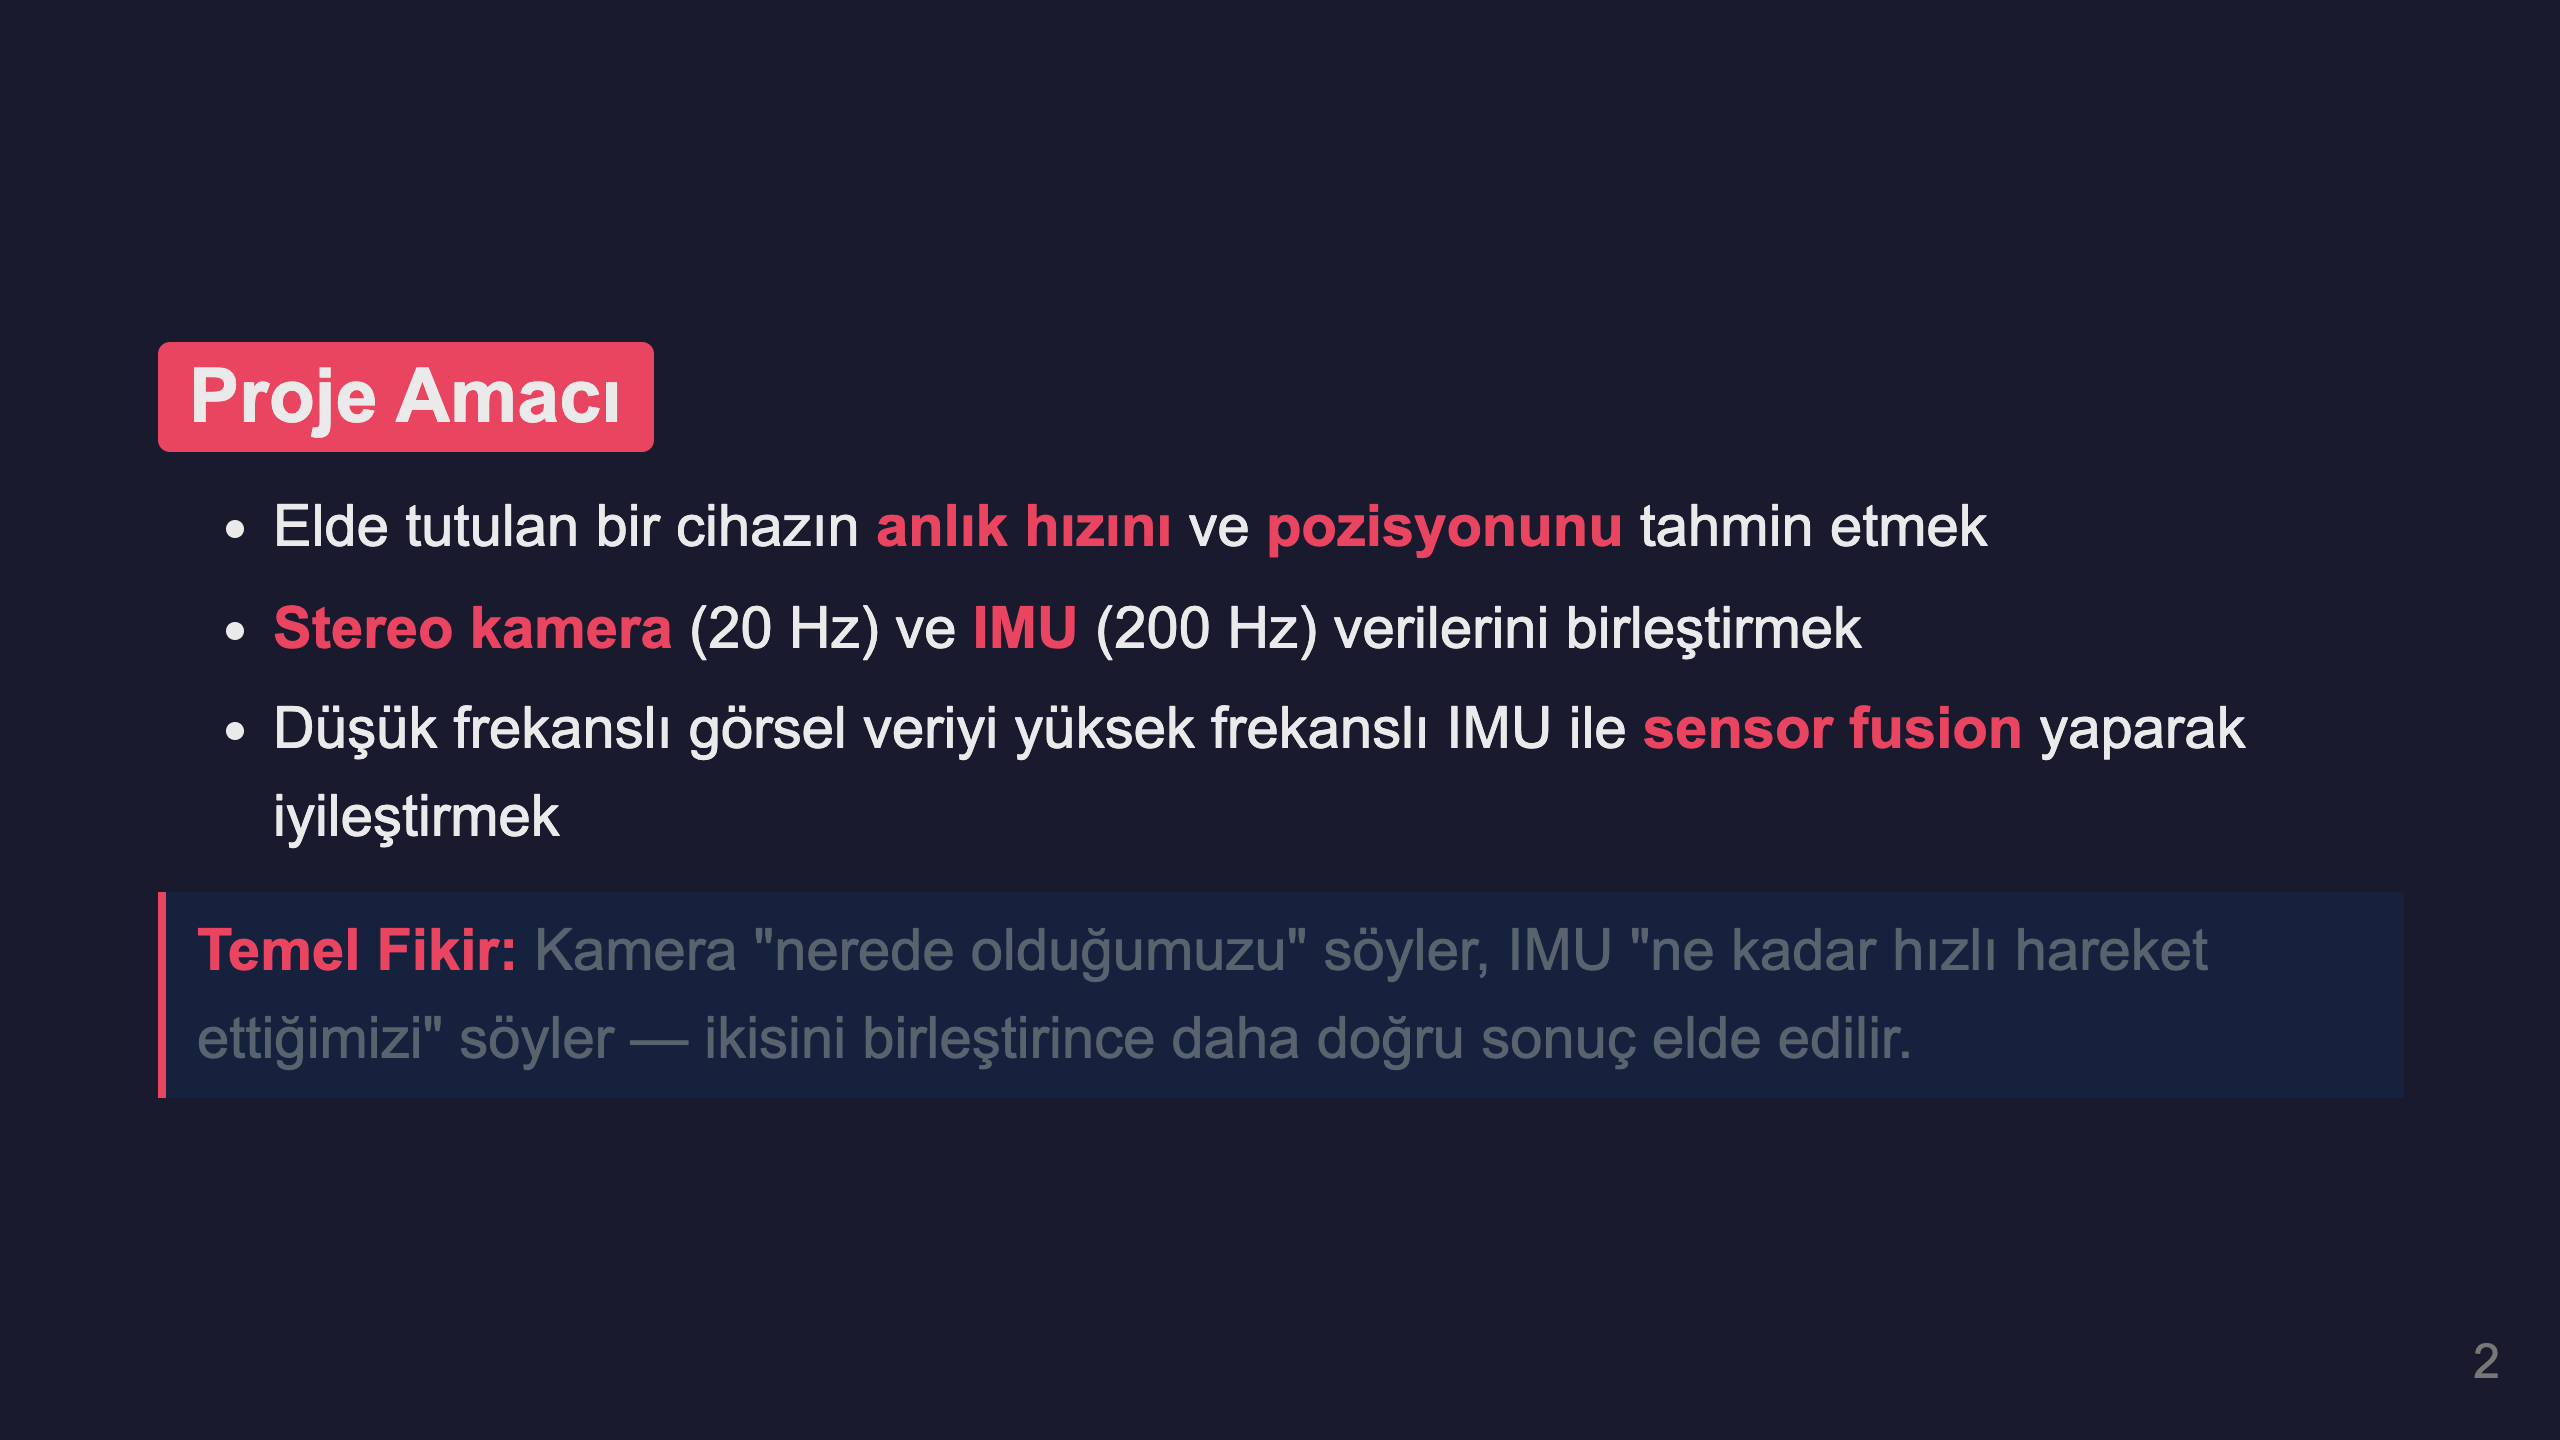 Proje Amacı
• Elde tutulan bir cihazın anlık hızını ve pozisyonunu tahmin etmek
• Stereo kamera (20 Hz) ve IMU (200 Hz) verilerini birleştirmek
• Düşük frekanslı görsel veriyi yüksek frekanslı IMU ile sensor fusion yaparak
iyileştirmek
Temel Fikir: Kamera "nerede olduğumuzu" söyler, IMU "ne kadar hızlı hareket
ettiğimizi" söyler — ikisini birleştirince daha doğru sonuç elde edilir.
2